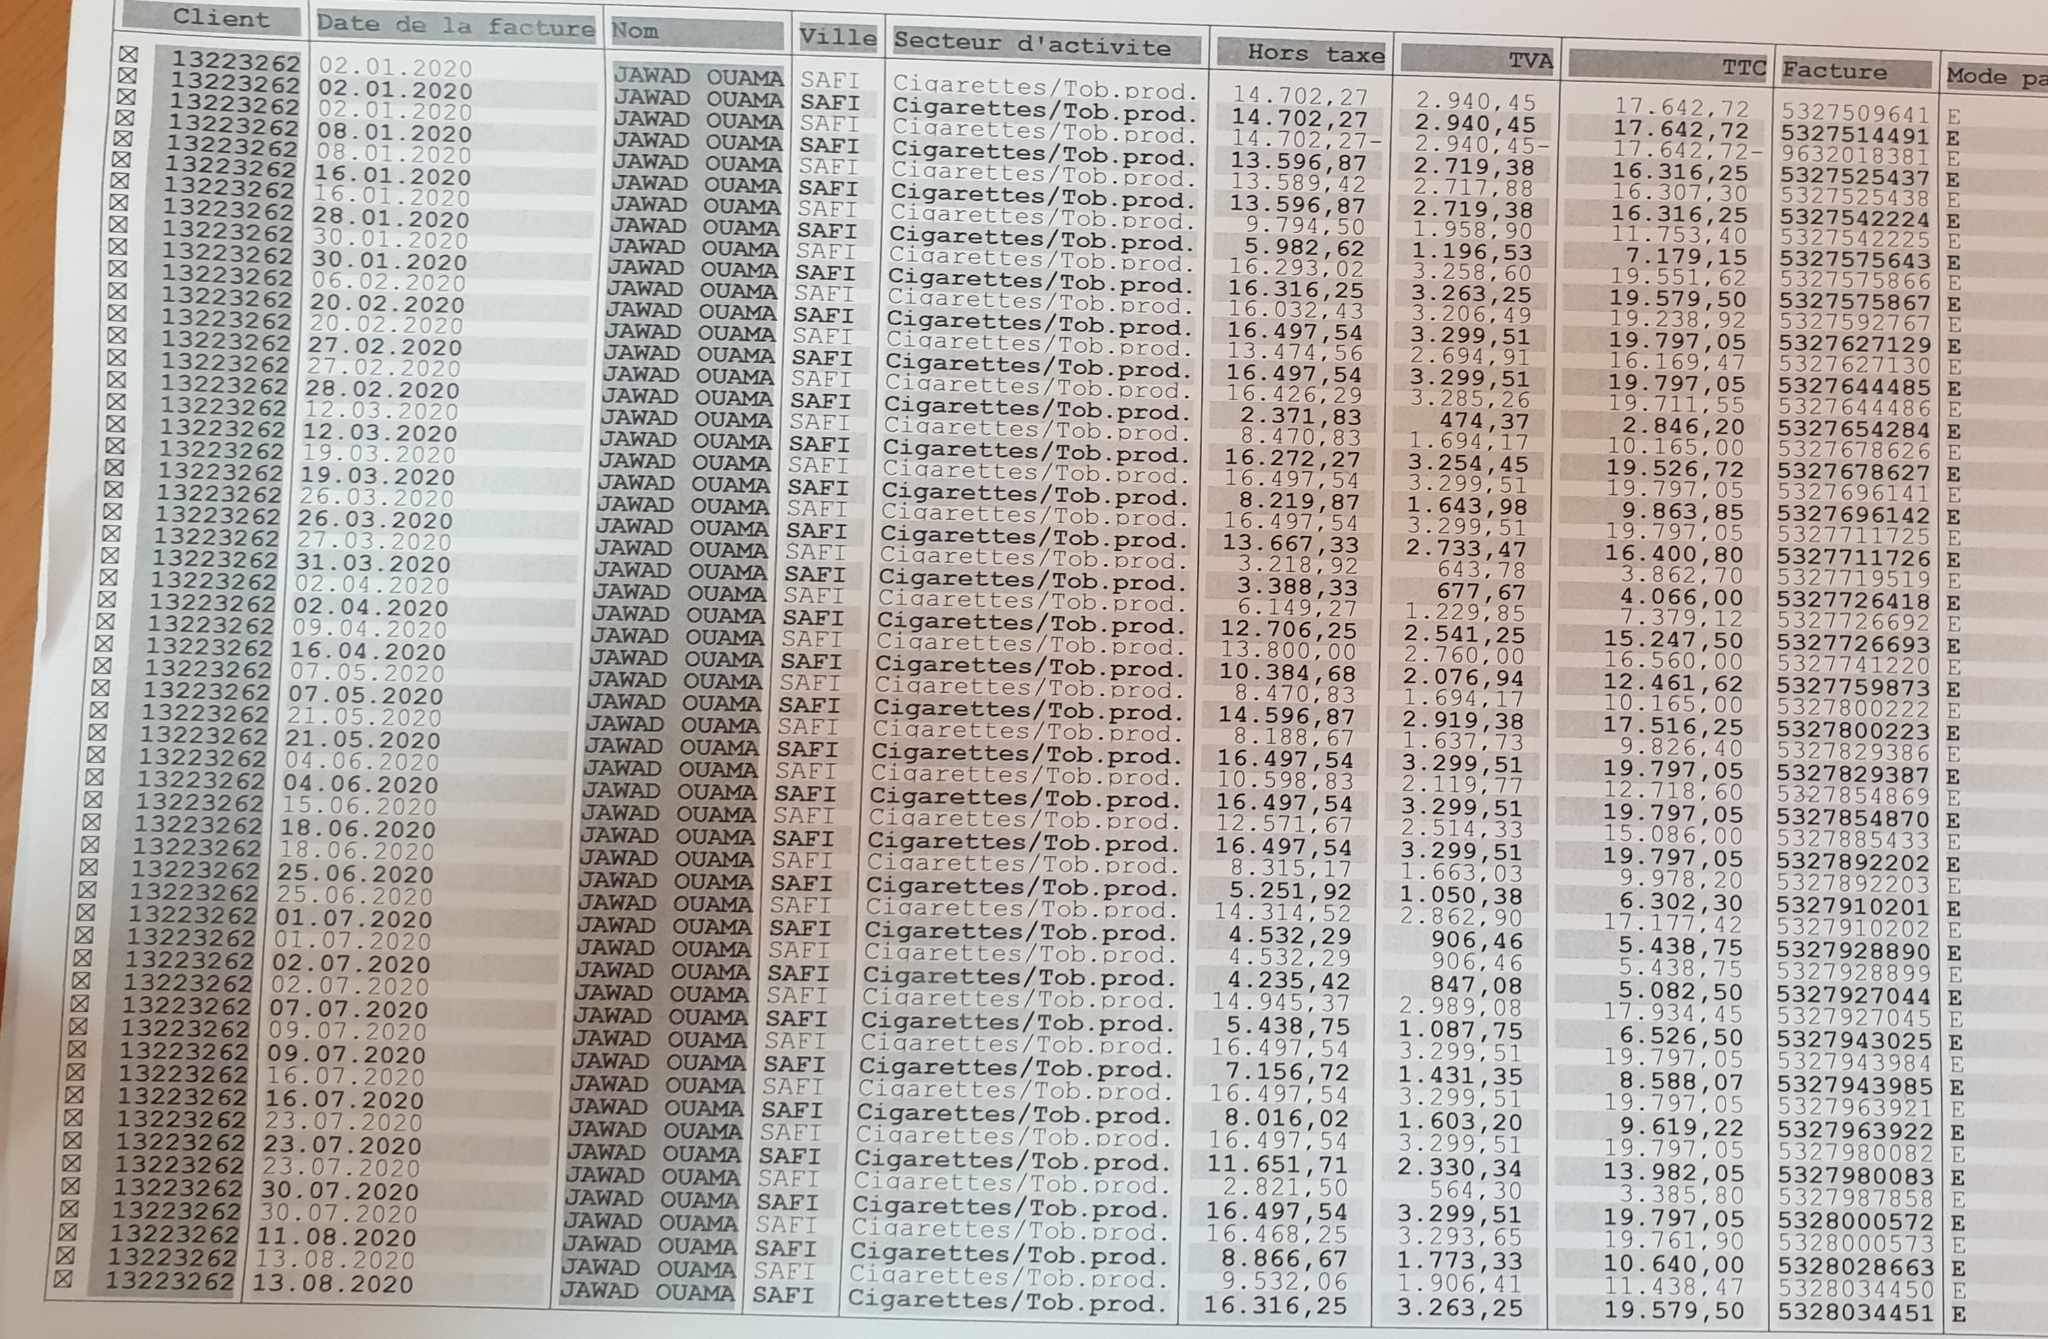 Client Date de la facture Nom Ville Secteur d'activite Hors taxe TVA TTC Facture Mode
13223262 02.01.2020 JAWAD OUAMA SAFI Cigarettes/Tob.prod. 14.702,27 2.940,45 17.642,72 5327509641 E
13223262 02.01.2020 JAWAD OUAMA SAFI Cigarettes/Tob.prod. 14.702,27 2.940,45 17.642,72 5327514491 E
13223262 02.01.2020 JAWAD OUAMA SAFI Cigarettes/Tob.prod. 14.702,27- 2.940,45- 17.642,72- 9632018381 E
13223262 08.01.2020 JAWAD OUAMA SAFI Cigarettes/Tob.prod. 13.596,87 2.719,38 16.316,25 5327525437 E
13223262 08.01.2020 JAWAD OUAMA SAFI Cigarettes/Tob.prod. 13.589,42 2.717,88 16.307,30 5327525438 E
13223262 16.01.2020 JAWAD OUAMA SAFI Cigarettes/Tob.prod. 13.596,87 2.719,38 16.316,25 5327542224 E
13223262 16.01.2020 JAWAD OUAMA SAFI Cigarettes/Tob.prod. 9.794,50 1.958,90 11.753,40 5327542225 E
13223262 28.01.2020 JAWAD OUAMA SAFI Cigarettes/Tob.prod. 5.982,62 1.196,53 7.179,15 5327575643 E
13223262 30.01.2020 JAWAD OUAMA SAFI Cigarettes/Tob.prod. 16.293,02 3.258,60 19.551,62 5327575866 E
13223262 30.01.2020 JAWAD OUAMA SAFI Cigarettes/Tob.prod. 16.316,25 3.263,25 19.579,50 5327575867 E
13223262 06.02.2020 JAWAD OUAMA SAFI Cigarettes/Tob.prod. 16.032,43 3.206,49 19.238,92 5327592767 E
13223262 20.02.2020 JAWAD OUAMA SAFI Cigarettes/Tob.prod. 16.497,54 3.299,51 19.797,05 5327627129 E
13223262 20.02.2020 JAWAD OUAMA SAFI Cigarettes/Tob.prod. 13.474,56 2.694,91 16.169,47 5327627130 E
13223262 27.02.2020 JAWAD OUAMA SAFI Cigarettes/Tob.prod. 16.497,54 3.299,51 19.797,05 5327644485 E
13223262 27.02.2020 JAWAD OUAMA SAFI Cigarettes/Tob.prod. 16.426,29 3.285,26 19.711,55 5327644486 E
13223262 28.02.2020 JAWAD OUAMA SAFI Cigarettes/Tob.prod. 2.371,83 474,37 2.846,20 5327654284 E
13223262 12.03.2020 JAWAD OUAMA SAFI Cigarettes/Tob.prod. 8.470,83 1.694,17 10.165,00 5327678626 E
13223262 12.03.2020 JAWAD OUAMA SAFI Cigarettes/Tob.prod. 16.272,27 3.254,45 19.526,72 5327678627 E
13223262 19.03.2020 JAWAD OUAMA SAFI Cigarettes/Tob.prod. 16.497,54 3.299,51 19.797,05 5327696141 E
13223262 19.03.2020 JAWAD OUAMA SAFI Cigarettes/Tob.prod. 8.219,87 1.643,98 9.863,85 5327696142 E
13223262 26.03.2020 JAWAD OUAMA SAFI Cigarettes/Tob.prod. 16.497,54 3.299,51 19.797,05 5327711725 E
13223262 26.03.2020 JAWAD OUAMA SAFI Cigarettes/Tob.prod. 13.667,33 2.733,47 16.400,80 5327711726 E
13223262 27.03.2020 JAWAD OUAMA SAFI Cigarettes/Tob.prod. 3.218,92 643,78 3.862,70 5327719519 E
13223262 31.03.2020 JAWAD OUAMA SAFI Cigarettes/Tob.prod. 3.388,33 677,67 4.066,00 5327726418 E
13223262 02.04.2020 JAWAD OUAMA SAFI Cigarettes/Tob.prod. 6.149,27 1.229,85 7.379,12 5327726692 E
13223262 02.04.2020 JAWAD OUAMA SAFI Cigarettes/Tob.prod. 12.706,25 2.541,25 15.247,50 5327726693 E
13223262 09.04.2020 JAWAD OUAMA SAFI Cigarettes/Tob.prod. 13.800,00 2.760,00 16.560,00 5327741220 E
13223262 16.04.2020 JAWAD OUAMA SAFI Cigarettes/Tob.prod. 10.384,68 2.076,94 12.461,62 5327759873 E
13223262 07.05.2020 JAWAD OUAMA SAFI Cigarettes/Tob.prod. 8.470,83 1.694,17 10.165,00 5327800222 E
13223262 07.05.2020 JAWAD OUAMA SAFI Cigarettes/Tob.prod. 14.596,87 2.919,38 17.516,25 5327800223 E
13223262 21.05.2020 JAWAD OUAMA SAFI Cigarettes/Tob.prod. 8.188,67 1.637,73 9.826,40 5327829386 E
13223262 21.05.2020 JAWAD OUAMA SAFI Cigarettes/Tob.prod. 16.497,54 3.299,51 19.797,05 5327829387 E
13223262 04.06.2020 JAWAD OUAMA SAFI Cigarettes/Tob.prod. 10.598,83 2.119,77 12.718,60 5327854869 E
13223262 04.06.2020 JAWAD OUAMA SAFI Cigarettes/Tob.prod. 16.497,54 3.299,51 19.797,05 5327854870 E
13223262 15.06.2020 JAWAD OUAMA SAFI Cigarettes/Tob.prod. 12.571,67 2.514,33 15.086,00 5327885433 E
13223262 18.06.2020 JAWAD OUAMA SAFI Cigarettes/Tob.prod. 16.497,54 3.299,51 19.797,05 5327892202 E
13223262 18.06.2020 JAWAD OUAMA SAFI Cigarettes/Tob.prod. 8.315,17 1.663,03 9.978,20 5327892203 E
13223262 25.06.2020 JAWAD OUAMA SAFI Cigarettes/Tob.prod. 5.251,92 1.050,38 6.302,30 5327910201 E
13223262 25.06.2020 JAWAD OUAMA SAFI Cigarettes/Tob.prod. 14.314,52 2.862,90 17.177,42 5327910202 E
13223262 01.07.2020 JAWAD OUAMA SAFI Cigarettes/Tob.prod. 4.532,29 906,46 5.438,75 5327928890 E
13223262 01.07.2020 JAWAD OUAMA SAFI Cigarettes/Tob.prod. 4.532,29 906,46 5.438,75 5327928899 E
13223262 02.07.2020 JAWAD OUAMA SAFI Cigarettes/Tob.prod. 4.235,42 847,08 5.082,50 5327927044 E
13223262 02.07.2020 JAWAD OUAMA SAFI Cigarettes/Tob.prod. 14.945,37 2.989,08 17.934,45 5327927045 E
13223262 07.07.2020 JAWAD OUAMA SAFI Cigarettes/Tob.prod. 5.438,75 1.087,75 6.526,50 5327943025 E
13223262 09.07.2020 JAWAD OUAMA SAFI Cigarettes/Tob.prod. 16.497,54 3.299,51 19.797,05 5327943984 E
13223262 09.07.2020 JAWAD OUAMA SAFI Cigarettes/Tob.prod. 7.156,72 1.431,35 8.588,07 5327943985 E
13223262 16.07.2020 JAWAD OUAMA SAFI Cigarettes/Tob.prod. 16.497,54 3.299,51 19.797,05 5327963921 E
13223262 16.07.2020 JAWAD OUAMA SAFI Cigarettes/Tob.prod. 8.016,02 1.603,20 9.619,22 5327963922 E
13223262 23.07.2020 JAWAD OUAMA SAFI Cigarettes/Tob.prod. 16.497,54 3.299,51 19.797,05 5327980082 E
13223262 23.07.2020 JAWAD OUAMA SAFI Cigarettes/Tob.prod. 11.651,71 2.330,34 13.982,05 5327980083 E
13223262 23.07.2020 JAWAD OUAMA SAFI Cigarettes/Tob.prod. 2.821,50 564,30 3.385,80 5327987858 E
13223262 30.07.2020 JAWAD OUAMA SAFI Cigarettes/Tob.prod. 16.497,54 3.299,51 19.797,05 5328000572 E
13223262 30.07.2020 JAWAD OUAMA SAFI Cigarettes/Tob.prod. 16.468,25 3.293,65 19.761,90 5328000573 E
13223262 11.08.2020 JAWAD OUAMA SAFI Cigarettes/Tob.prod. 8.866,67 1.773,33 10.640,00 5328028663 E
13223262 13.08.2020 JAWAD OUAMA SAFI Cigarettes/Tob.prod. 9.532,06 1.906,41 11.438,47 5328034450 E
13223262 13.08.2020 JAWAD OUAMA SAFI Cigarettes/Tob.prod. 16.316,25 3.263,25 19.579,50 5328034451 E